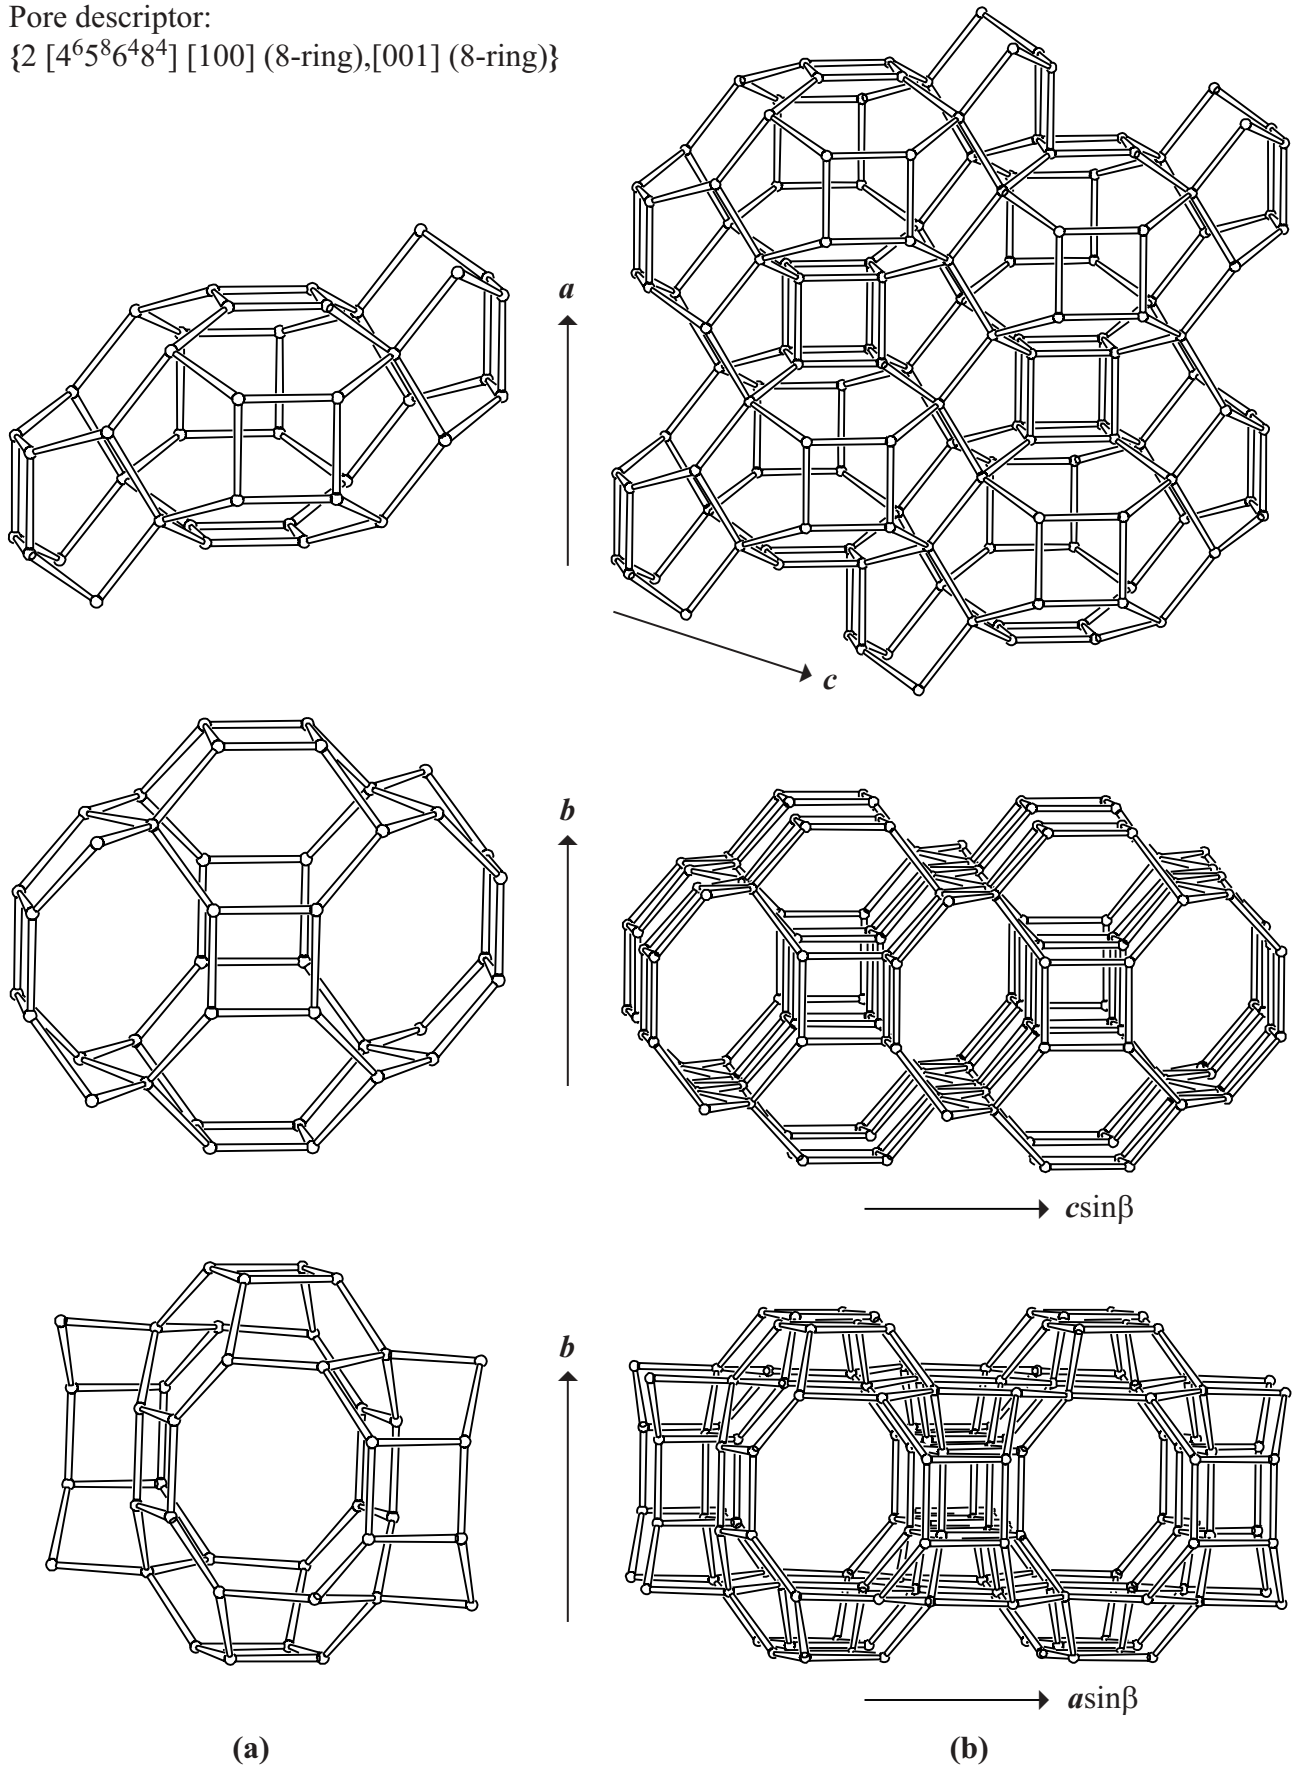 Pore descriptor:
{2 [4⁶5⁸6⁴8⁴] [100] (8-ring),[001] (8-ring)}
a
c
b
csinβ
b
asinβ
(a)
(b)